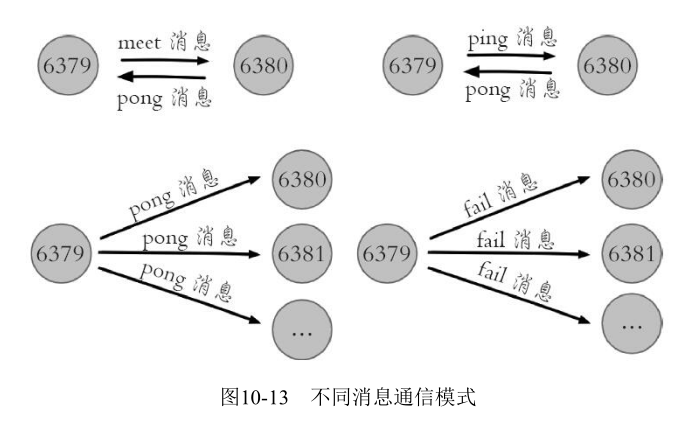 meet 消息
6379
6380
pong 消息
ping 消息
6379
6380
pong 消息
pong 消息
6380
6379
pong 消息
6381
pong 消息
...
fail 消息
6380
6379
fail 消息
6381
fail 消息
...
图10-13 不同消息通信模式